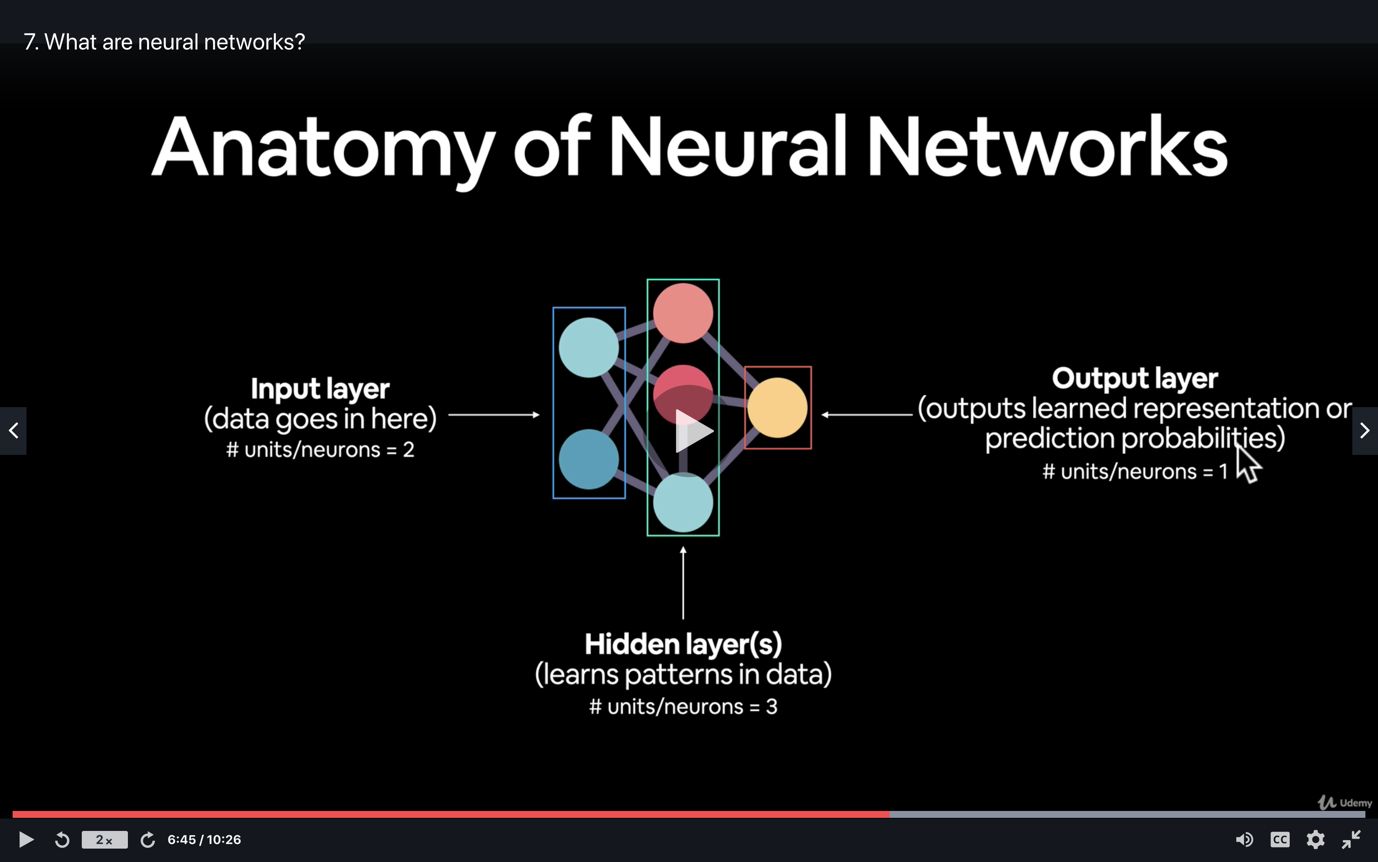 7. What are neural networks?
Anatomy of Neural Networks
Input layer
(data goes in here)
# units/neurons = 2
Output layer
(outputs learned representation or
prediction probabilities)
# units/neurons = 1
Hidden layer(s)
(learns patterns in data)
# units/neurons = 3
Udemy
2x
6:45 / 10:26
CC